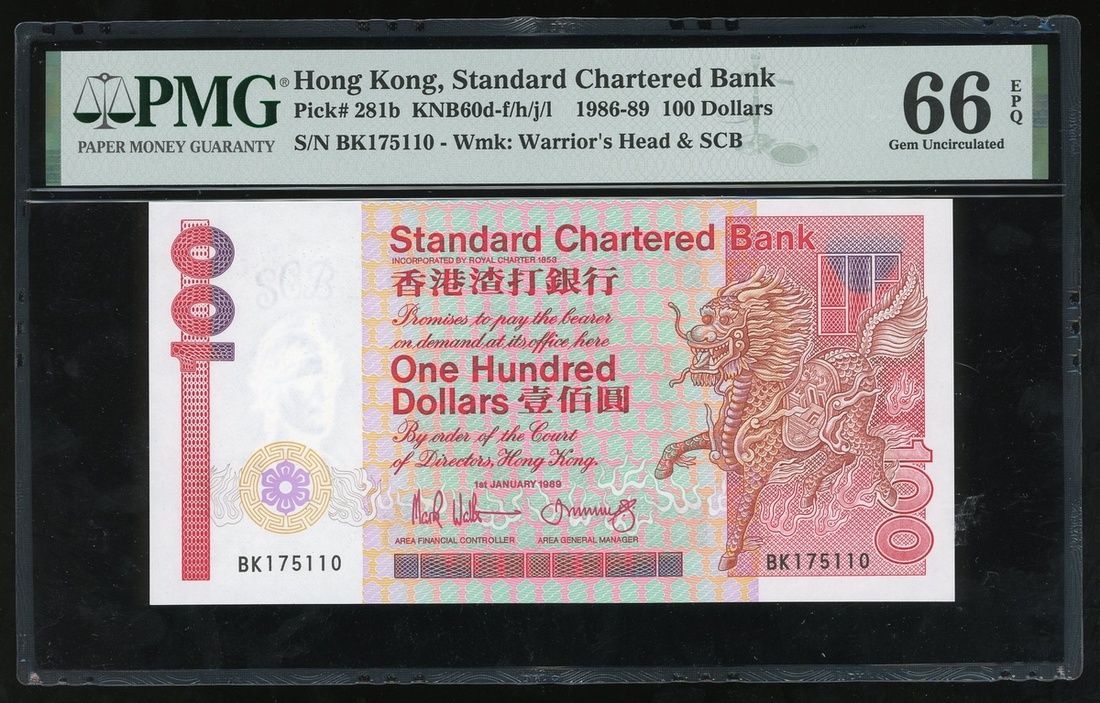 PMG®
PAPER MONEY GUARANTY
Hong Kong, Standard Chartered Bank
Pick# 281b KNB60d-f/h/j/l 1986-89 100 Dollars
S/N BK175110 - Wmk: Warrior's Head & SCB
66
EPQ
Gem Uncirculated
100
SCB
Standard Chartered Bank
INCORPORATED BY ROYAL CHARTER 1853
香港渣打銀行
Promises to pay the bearer
on demand at its office here
One Hundred
Dollars 壹佰圓
By order of the Court
of Directors, Hong Kong.
1st JANUARY 1989
AREA FINANCIAL CONTROLLER
AREA GENERAL MANAGER
BK175110
BK175110
100